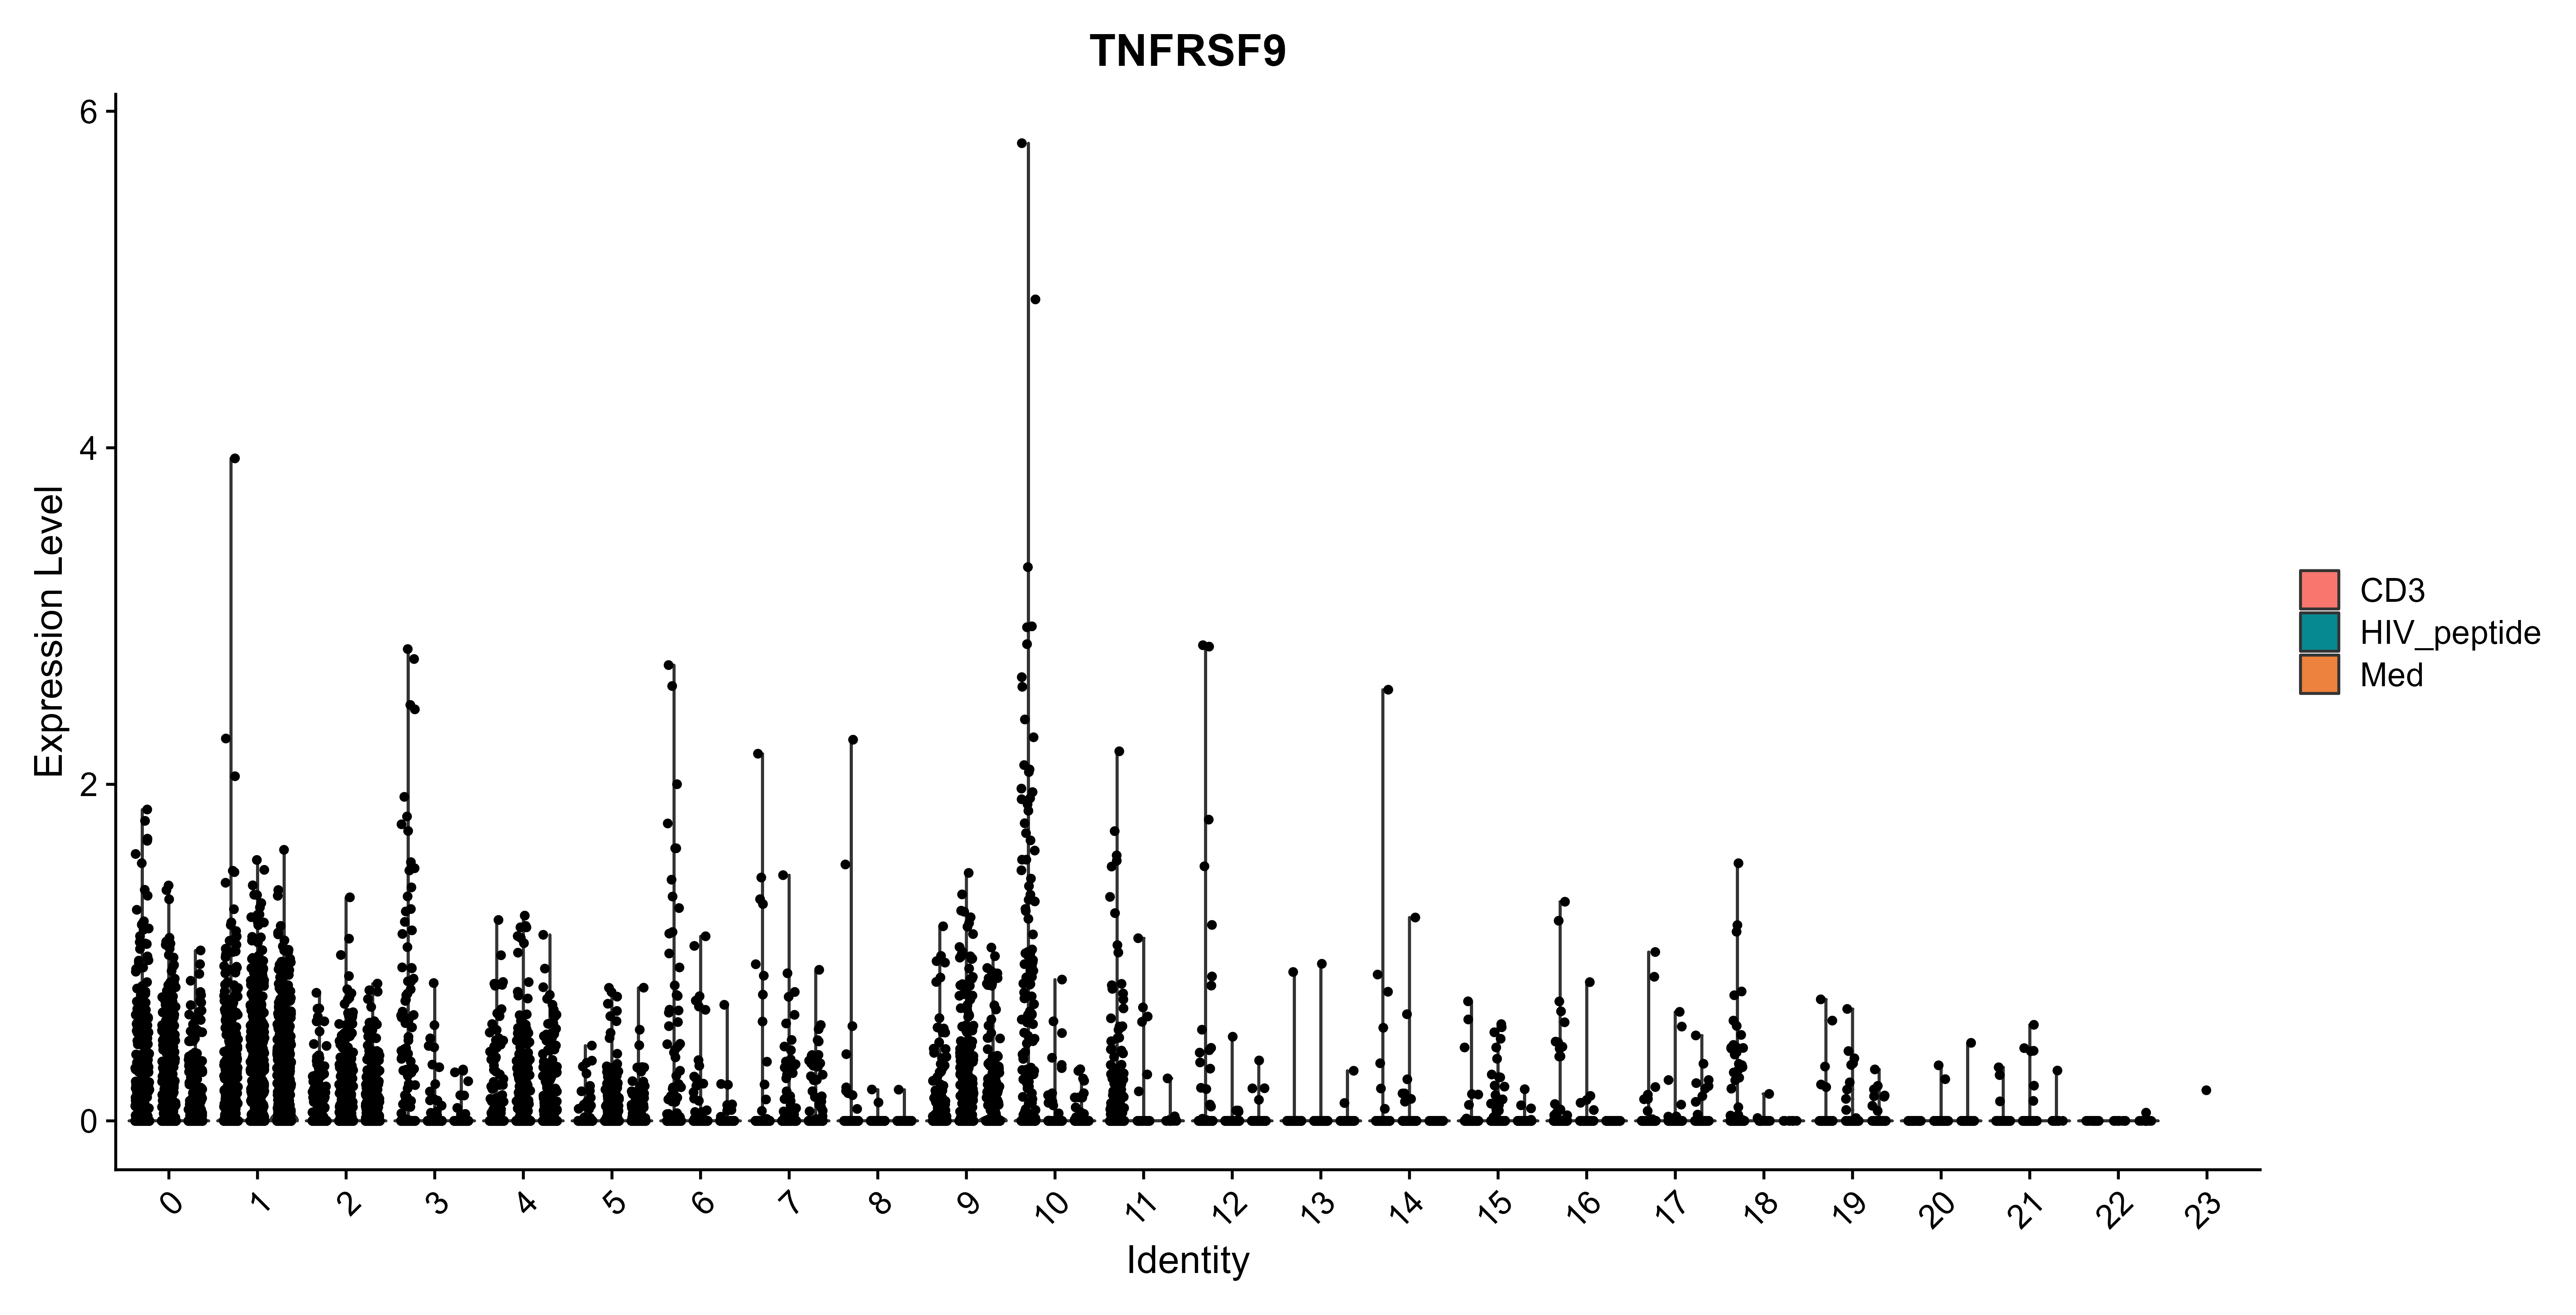 TNFRSF9
6
4
2
0
Expression Level
0 1 2 3 4 5 6 7 8 9 10 11 12 13 14 15 16 17 18 19 20 21 22 23
Identity
CD3
HIV_peptide
Med